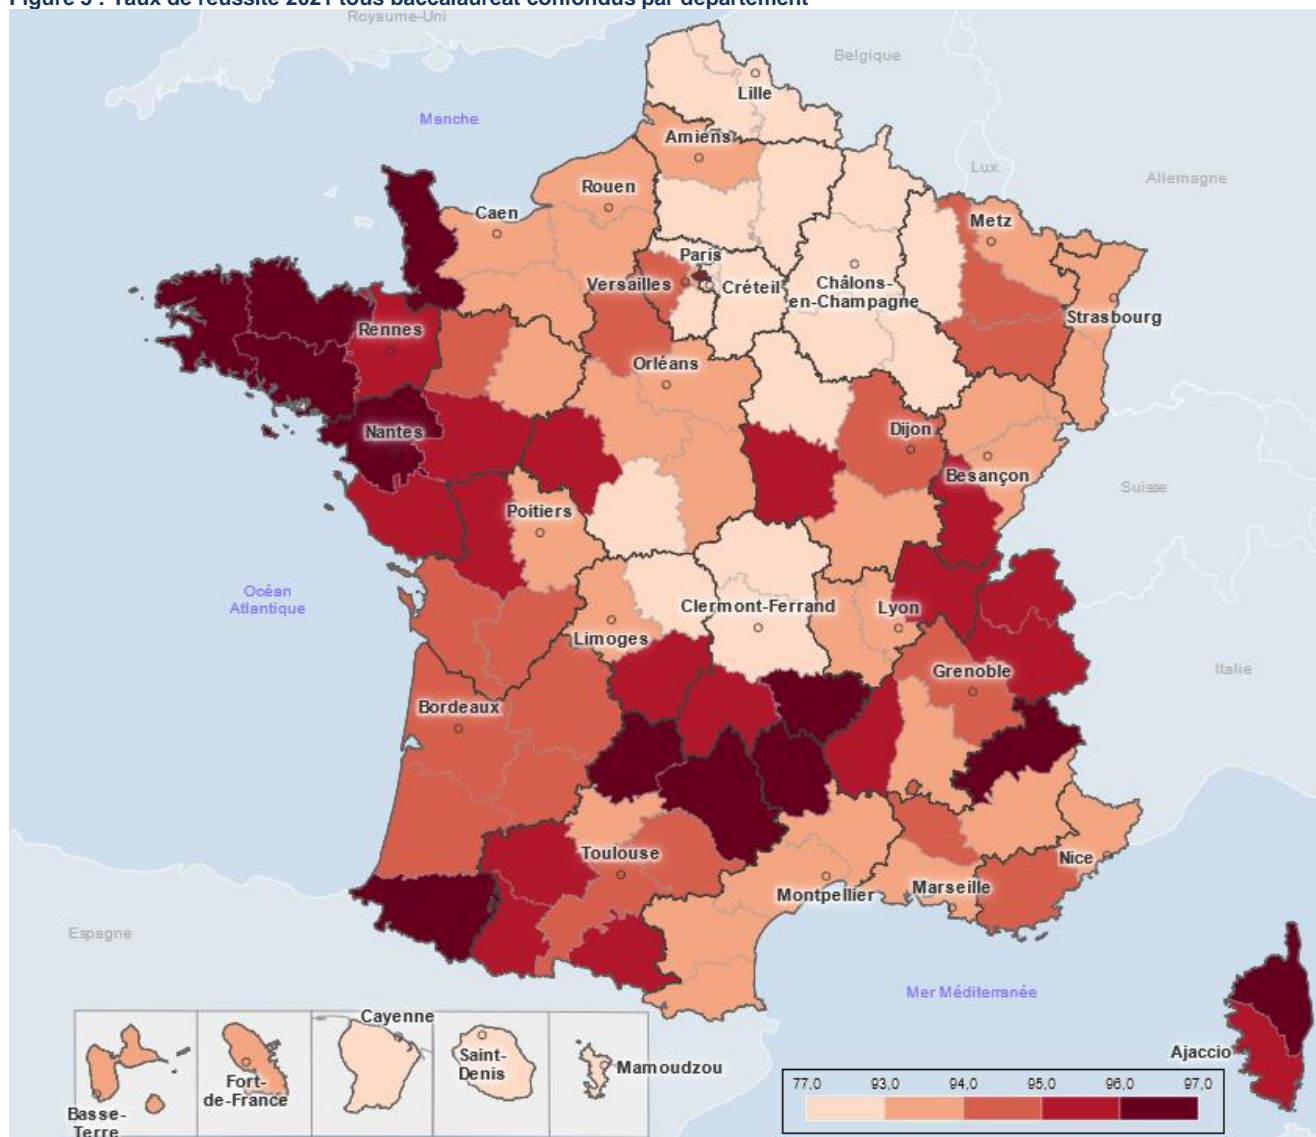 Figure 5 : Taux de réussite 2021 tous baccalauréat confondus par département
Royaume-Uni
Belgique
Lille
Manche
Amiens
Lux.
Allemagne
Rouen
Caen
Metz
Paris
Versailles
Créteil
Châlons-
en-Champagne
Strasbourg
Rennes
Orléans
Nantes
Dijon
Besançon
Suisse
Poitiers
Océan
Atlantique
Clermont-Ferrand
Lyon
Limoges
Grenoble
Italie
Bordeaux
Toulouse
Nice
Marseille
Montpellier
Espagne
Mer Méditerranée
Cayenne
Saint-
Denis
Mamoudzou
Fort-
de-France
Basse-
Terre
Ajaccio
77,0 93,0 94,0 95,0 96,0 97,0